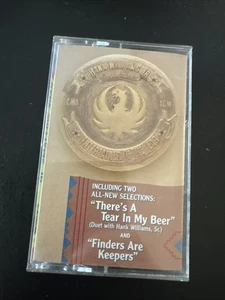 INCLUDING TWO
ALL-NEW SELECTIONS:
"There's A
Tear In My Beer"
(Duet with Hank Williams, Sr.)
AND
"Finders Are
Keepers"